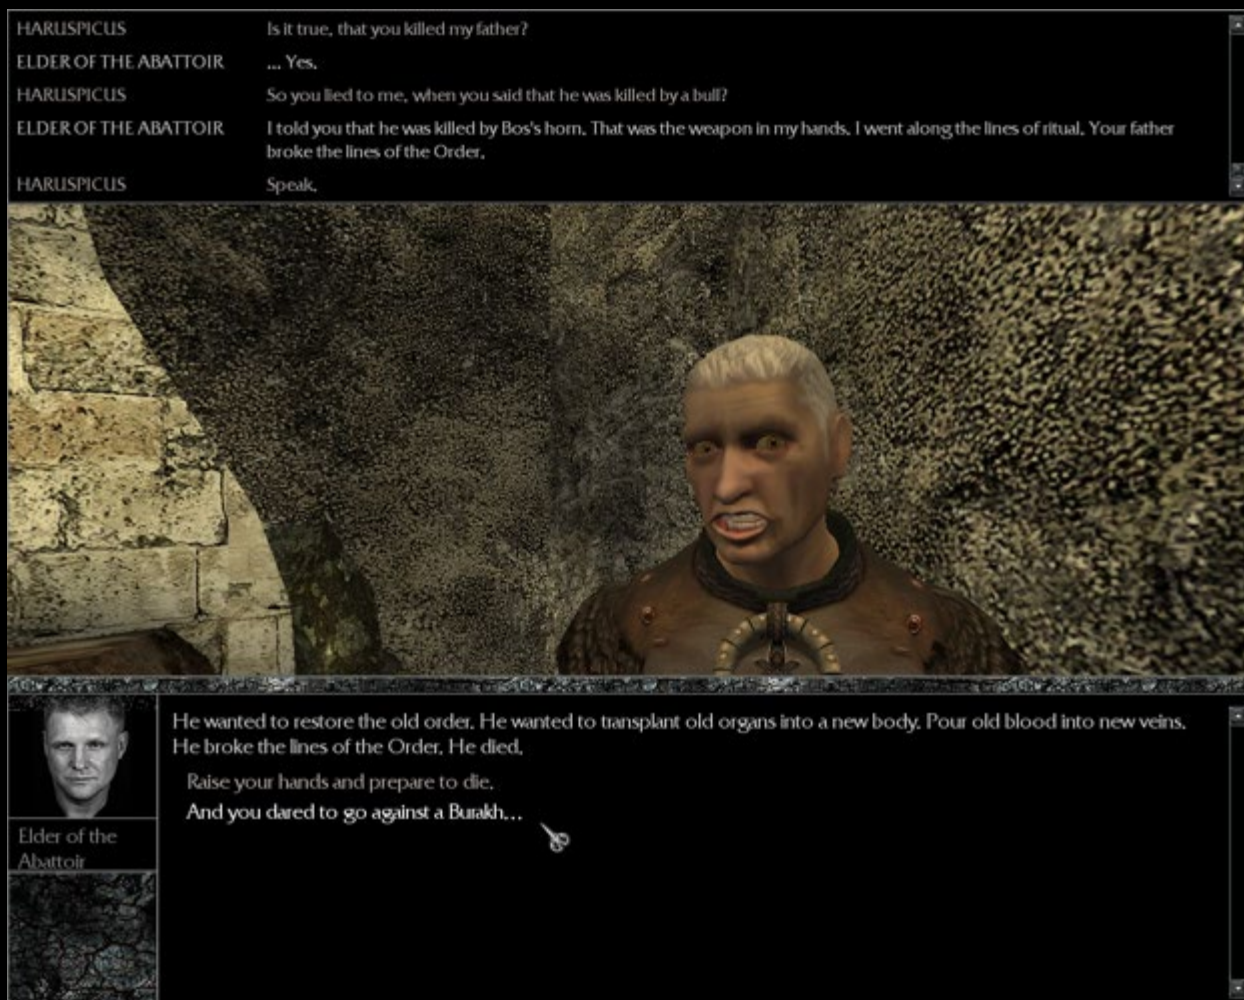 HARUSPICUS Is it true, that you killed my father?
ELDER OF THE ABATTOIR ... Yes.
HARUSPICUS So you lied to me, when you said that he was killed by a bull?
ELDER OF THE ABATTOIR I told you that he was killed by Bos's horn. That was the weapon in my hands. I went along the lines of ritual. Your father
broke the lines of the Order.
HARUSPICUS Speak.
He wanted to restore the old order. He wanted to transplant old organs into a new body. Pour old blood into new veins.
He broke the lines of the Order. He died.
Raise your hands and prepare to die.
And you dared to go against a Burakh...
Elder of the
Abattoir